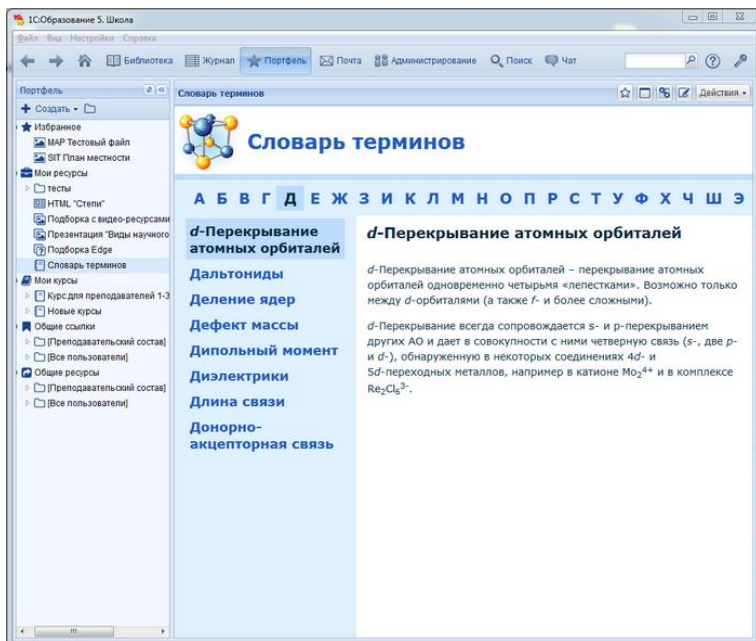 1С:Образование 5. Школа
Файл Вид Настройки Справка
Библиотека Журнал Портфель Почта Администрирование Поиск Чат
Портфель
Создать
Избранное
MAP Тестовый файл
SIT План местности
Мои ресурсы
тесты
HTML "Степи"
Подборка с видео-ресурсами
Презентация "Виды научного
Подборка Edge
Словарь терминов
Мои курсы
Курс для преподавателей 1-3
Новые курсы
Общие ссылки
[Преподавательский состав]
[Все пользователи]
Общие ресурсы
[Преподавательский состав]
[Все пользователи]
Словарь терминов
Действия
Словарь терминов
А Б В Г Д Е Ж З И К Л М Н О П Р С Т У Ф Х Ч Ш Э
d-Перекрывание
атомных орбиталей
Дальтониды
Деление ядер
Дефект массы
Дипольный момент
Диэлектрики
Длина связи
Донорно-
акцепторная связь
d-Перекрывание атомных орбиталей
d-Перекрывание атомных орбиталей – перекрывание атомных
орбиталей одновременно четырьмя «лепестками». Возможно только
между d-орбиталями (а также f- и более сложными).
d-Перекрывание всегда сопровождается s- и p-перекрыванием
других АО и дает в совокупности с ними четверную связь (s-, две p-
и d-), обнаруженную в некоторых соединениях 4d- и
5d-переходных металлов, например в катионе Mo₂⁴⁺ и в комплексе
Re₂Cl₆³⁻.